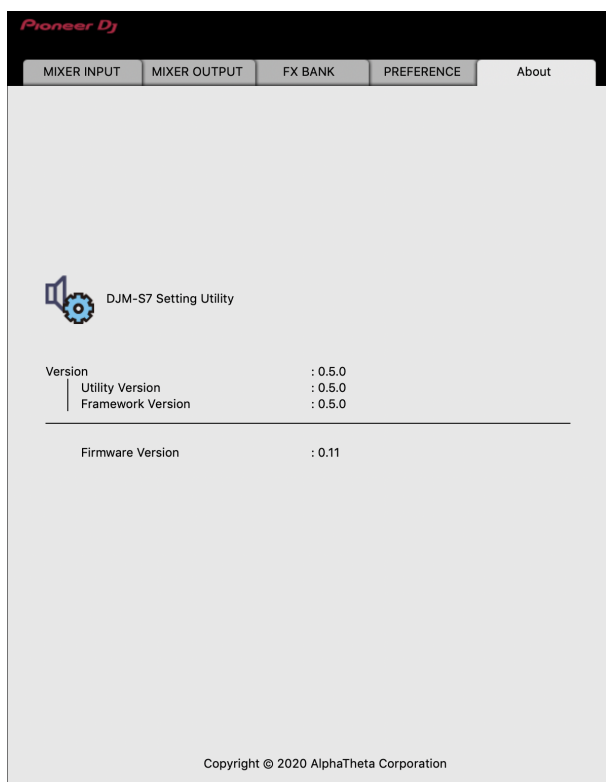 Pioneer Dj
MIXER INPUT MIXER OUTPUT FX BANK PREFERENCE About
DJM-S7 Setting Utility
Version : 0.5.0
Utility Version : 0.5.0
Framework Version : 0.5.0
Firmware Version : 0.11
Copyright © 2020 AlphaTheta Corporation